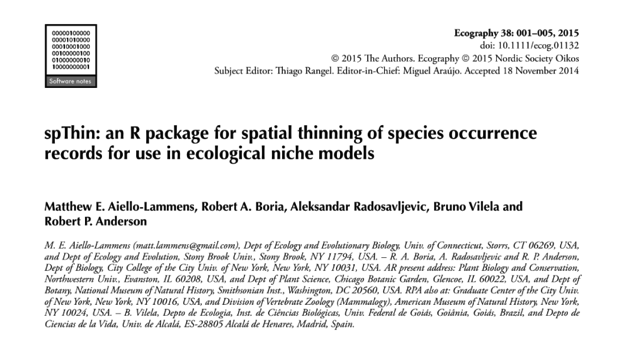 00000100000
00001010000
00010001000
00100000100
01000000010
10000000001
Software notes
Ecography 38: 001–005, 2015
doi: 10.1111/ecog.01132
© 2015 The Authors. Ecography © 2015 Nordic Society Oikos
Subject Editor: Thiago Rangel. Editor-in-Chief: Miguel Araújo. Accepted 18 November 2014
spThin: an R package for spatial thinning of species occurrence
records for use in ecological niche models
Matthew E. Aiello-Lammens, Robert A. Boria, Aleksandar Radosavljevic, Bruno Vilela and
Robert P. Anderson
M. E. Aiello-Lammens (matt.lammens@gmail.com), Dept of Ecology and Evolutionary Biology, Univ. of Connecticut, Storrs, CT 06269, USA,
and Dept of Ecology and Evolution, Stony Brook Univ., Stony Brook, NY 11794, USA. – R. A. Boria, A. Radosavljevic and R. P. Anderson,
Dept of Biology, City College of the City Univ. of New York, New York, NY 10031, USA. AR present address: Plant Biology and Conservation,
Northwestern Univ., Evanston, IL 60208, USA, and Dept of Plant Science, Chicago Botanic Garden, Glencoe, IL 60022, USA, and Dept of
Botany, National Museum of Natural History, Smithsonian Inst., Washington, DC 20560, USA. RPA also at: Graduate Center of the City Univ.
of New York, New York, NY 10016, USA, and Division of Vertebrate Zoology (Mammalogy), American Museum of Natural History, New York,
NY 10024, USA. – B. Vilela, Depto de Ecologia, Inst. de Ciências Biológicas, Univ. Federal de Goiás, Goiânia, Goiás, Brazil, and Depto de
Ciencias de la Vida, Univ. de Alcalá, ES-28805 Alcalá de Henares, Madrid, Spain.